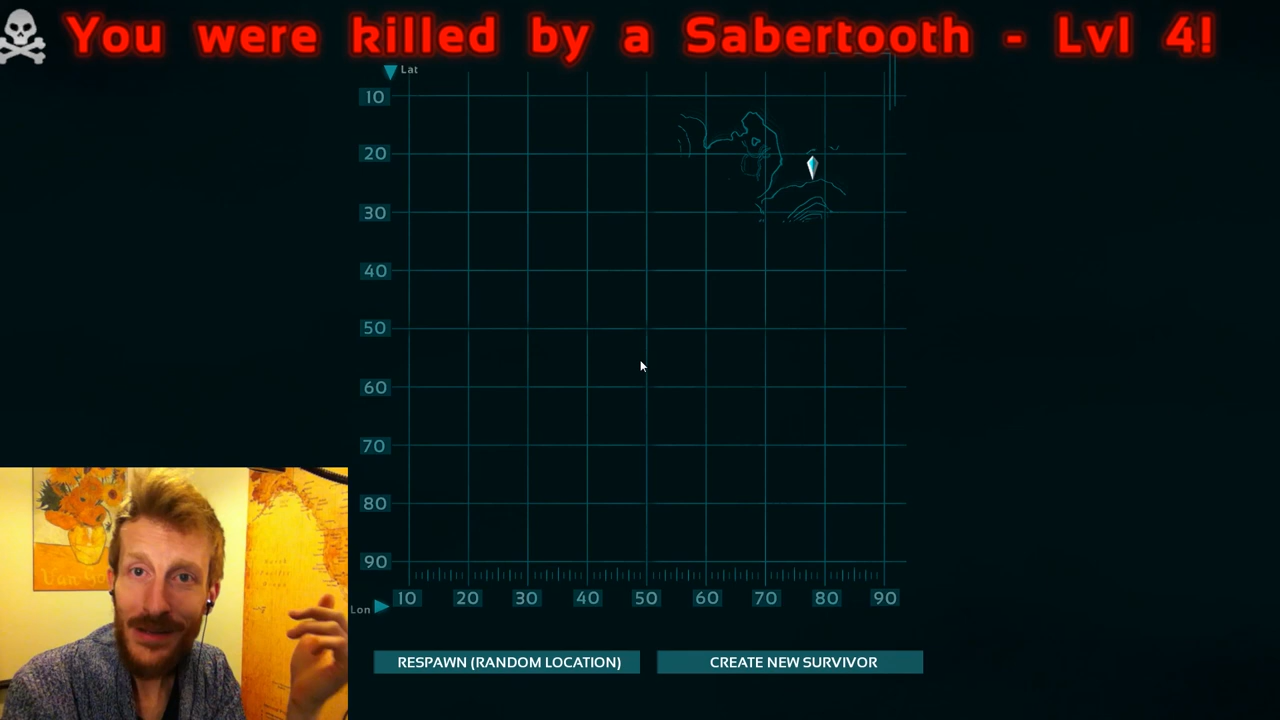 You were killed by a Sabertooth - Lvl 4!
Lat
10
20
30
40
50
60
70
80
90
Lon
10 20 30 40 50 60 70 80 90
RESPAWN (RANDOM LOCATION)
CREATE NEW SURVIVOR